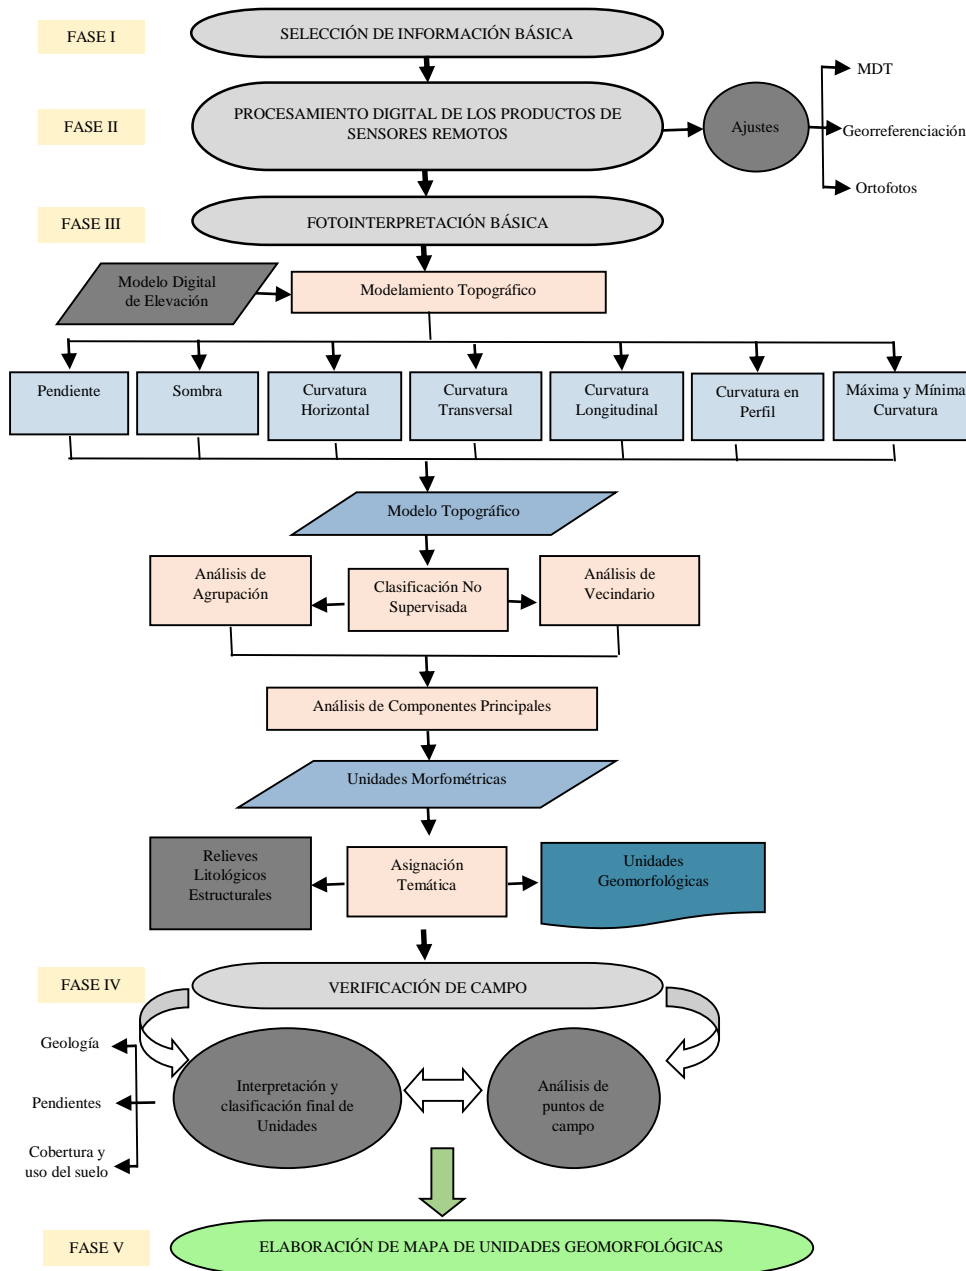 FASE I
SELECCIÓN DE INFORMACIÓN BÁSICA
FASE II
PROCESAMIENTO DIGITAL DE LOS PRODUCTOS DE
SENSORES REMOTOS
Ajustes
MDT
Georreferenciación
Ortofotos
FASE III
FOTOINTERPRETACIÓN BÁSICA
Modelo Digital
de Elevación
Modelamiento Topográfico
Pendiente
Sombra
Curvatura
Horizontal
Curvatura
Transversal
Curvatura
Longitudinal
Curvatura en
Perfil
Máxima y Mínima
Curvatura
Modelo Topográfico
Análisis de
Agrupación
Clasificación No
Supervisada
Análisis de
Vecindario
Análisis de Componentes Principales
Unidades Morfométricas
Relieves
Litológicos
Estructurales
Asignación
Temática
Unidades
Geomorfológicas
FASE IV
VERIFICACIÓN DE CAMPO
Geología
Pendientes
Cobertura y
uso del suelo
Interpretación y
clasificación final de
Unidades
Análisis de
puntos de
campo
FASE V
ELABORACIÓN DE MAPA DE UNIDADES GEOMORFOLÓGICAS